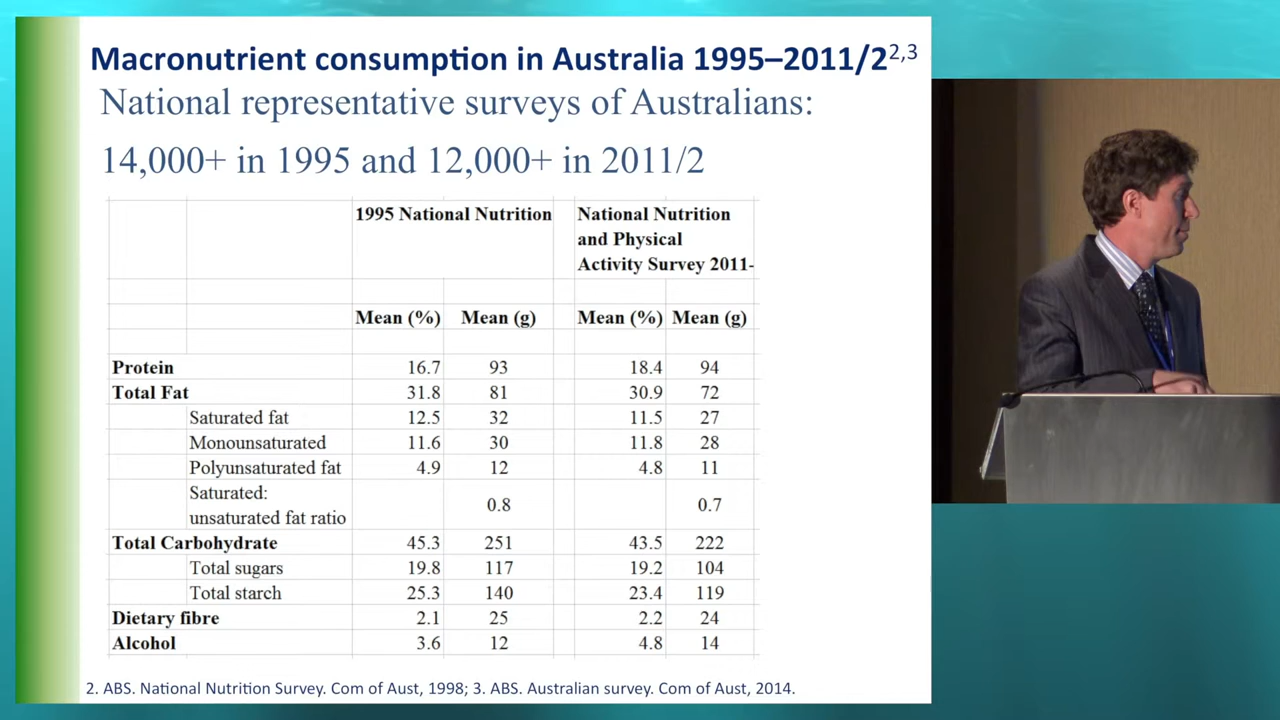 Macronutrient consumption in Australia 1995–2011/22,3
National representative surveys of Australians:
14,000+ in 1995 and 12,000+ in 2011/2
1995 National Nutrition
National Nutrition
and Physical
Activity Survey 2011-
Mean (%) Mean (g) Mean (%) Mean (g)
Protein 16.7 93 18.4 94
Total Fat 31.8 81 30.9 72
Saturated fat 12.5 32 11.5 27
Monounsaturated 11.6 30 11.8 28
Polyunsaturated fat 4.9 12 4.8 11
Saturated:
unsaturated fat ratio 0.8 0.7
Total Carbohydrate 45.3 251 43.5 222
Total sugars 19.8 117 19.2 104
Total starch 25.3 140 23.4 119
Dietary fibre 2.1 25 2.2 24
Alcohol 3.6 12 4.8 14
2. ABS. National Nutrition Survey. Com of Aust, 1998; 3. ABS. Australian survey. Com of Aust, 2014.